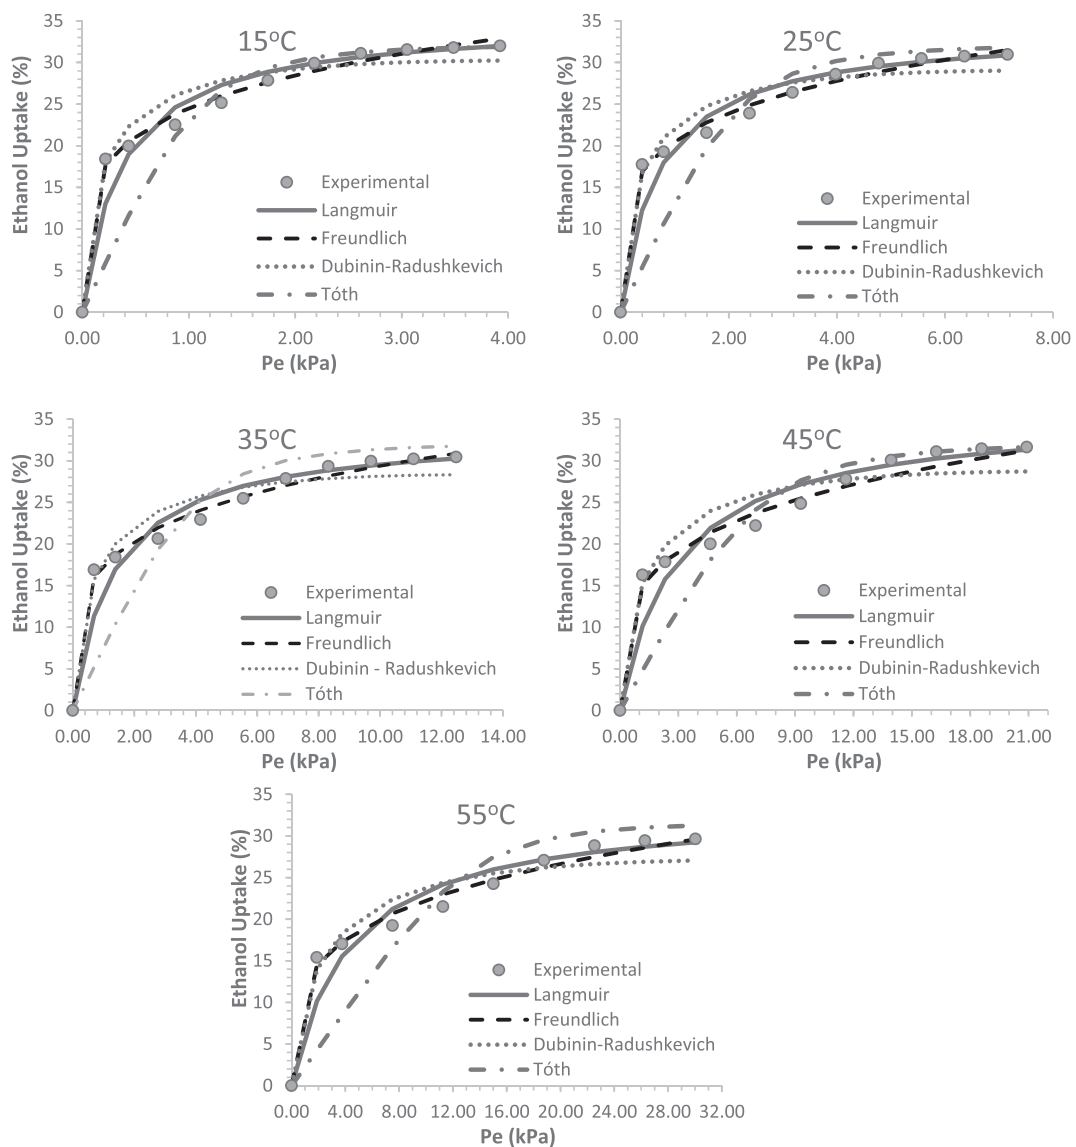 15°C
Ethanol Uptake (%)
35
30
25
20
15
10
5
0
Experimental
Langmuir
Freundlich
Dubinin-Radushkevich
Tóth
0.00 1.00 2.00 3.00 4.00
Pe (kPa)
25°C
Ethanol Uptake (%)
35
30
25
20
15
10
5
0
Experimental
Langmuir
Freundlich
Dubinin-Radushkevich
Tóth
0.00 2.00 4.00 6.00 8.00
Pe (kPa)
35°C
Ethanol Uptake (%)
35
30
25
20
15
10
5
0
Experimental
Langmuir
Freundlich
Dubinin - Radushkevich
Tóth
0.00 2.00 4.00 6.00 8.00 10.00 12.00 14.00
Pe (kPa)
45°C
Ethanol Uptake (%)
35
30
25
20
15
10
5
0
Experimental
Langmuir
Freundlich
Dubinin-Radushkevich
Tóth
0.00 3.00 6.00 9.00 12.00 15.00 18.00 21.00
Pe (kPa)
55°C
Ethanol Uptake (%)
35
30
25
20
15
10
5
0
Experimental
Langmuir
Freundlich
Dubinin-Radushkevich
Tóth
0.00 4.00 8.00 12.00 16.00 20.00 24.00 28.00 32.00
Pe (kPa)